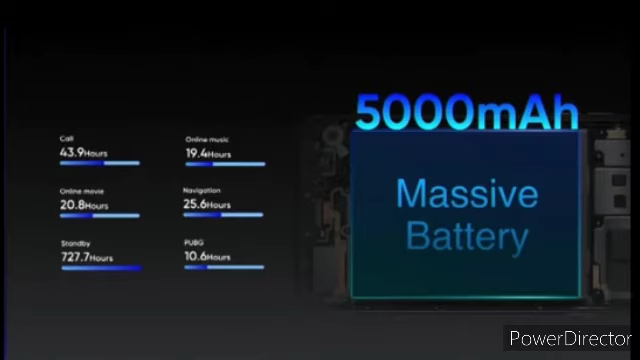 5000mAh
Massive
Battery
Call
43.9Hours
Online music
19.4Hours
Online movie
20.8Hours
Navigation
25.6Hours
Standby
727.7Hours
PUBG
10.6Hours
PowerDirector